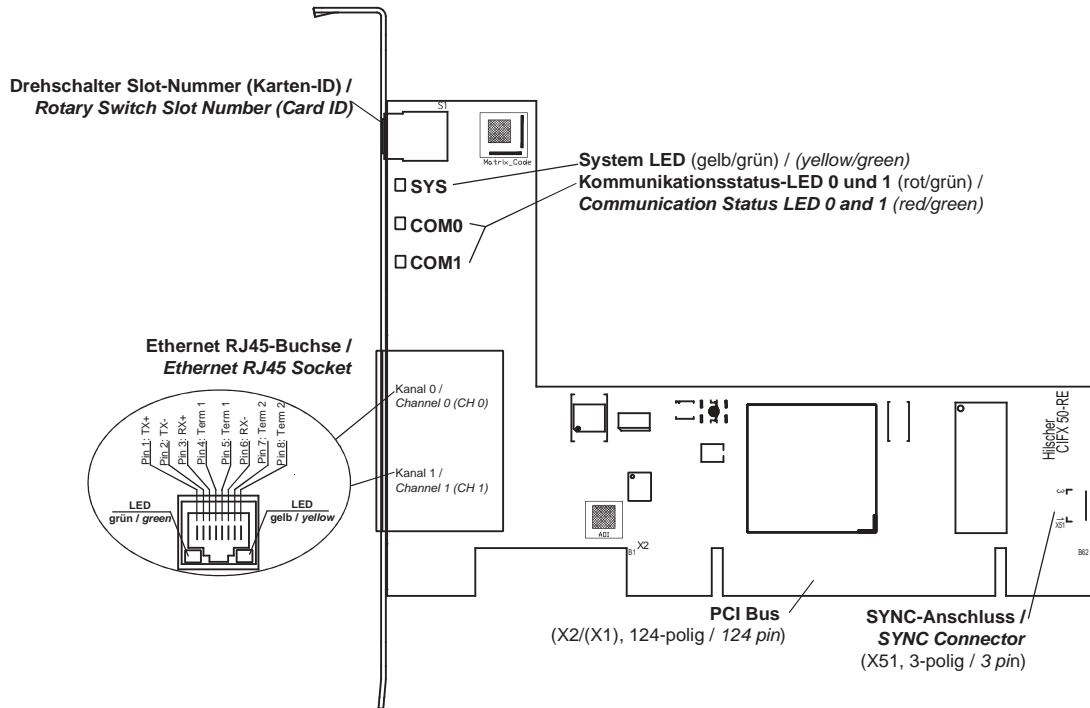 Drehschalter Slot-Nummer (Karten-ID) /
Rotary Switch Slot Number (Card ID)
S1
Matrix_Code
System LED (gelb/grün) / (yellow/green)
Kommunikationsstatus-LED 0 und 1 (rot/grün) /
Communication Status LED 0 and 1 (red/green)
SYS
COM0
COM1
Ethernet RJ45-Buchse /
Ethernet RJ45 Socket
Kanal 0 /
Channel 0 (CH 0)
Kanal 1 /
Channel 1 (CH 1)
Pin 1: TX+
Pin 2: TX-
Pin 3: RX+
Pin 4: Term 1
Pin 5: Term 1
Pin 6: RX-
Pin 7: Term 2
Pin 8: Term 2
LED
grün / green
LED
gelb / yellow
Hilscher
CIFX 50-RE
3
1
X51
ADI
B1
X2
B62
PCI Bus
(X2/(X1), 124-polig / 124 pin)
SYNC-Anschluss /
SYNC Connector
(X51, 3-polig / 3 pin)